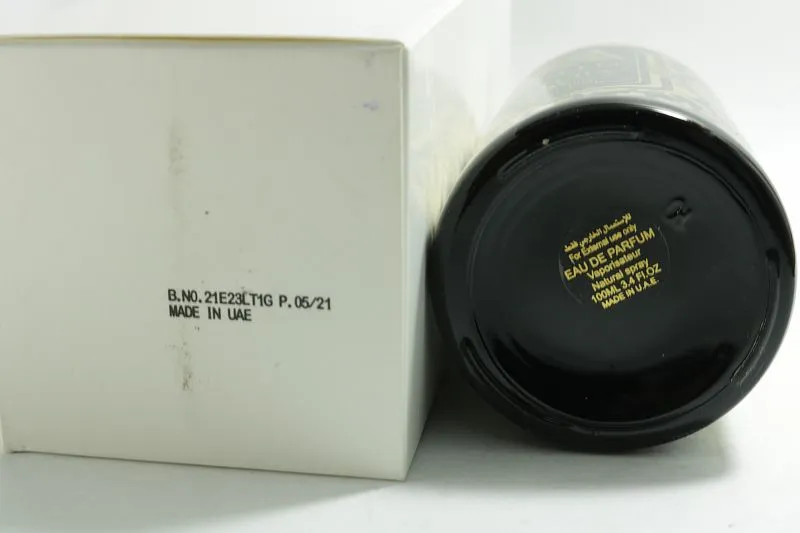 B.NO.21E23LT1G P.05/21
MADE IN UAE
للإستعمال الخارجي فقط
For External use only
EAU DE PARFUM
Vaporisateur
Natural spray
100ML 3.4 Fl.OZ
MADE IN U.A.E.